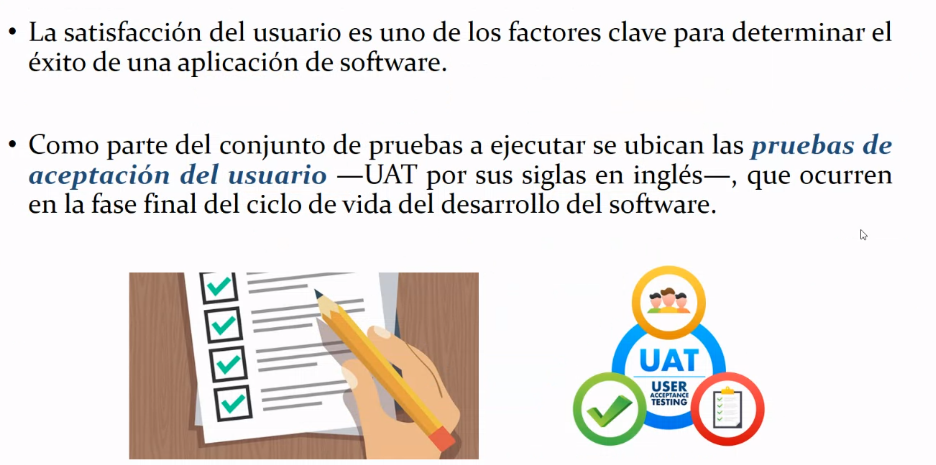 • La satisfacción del usuario es uno de los factores clave para determinar el
éxito de una aplicación de software.
• Como parte del conjunto de pruebas a ejecutar se ubican las pruebas de
aceptación del usuario —UAT por sus siglas en inglés—, que ocurren
en la fase final del ciclo de vida del desarrollo del software.
UAT
USER
ACCEPTANCE
TESTING